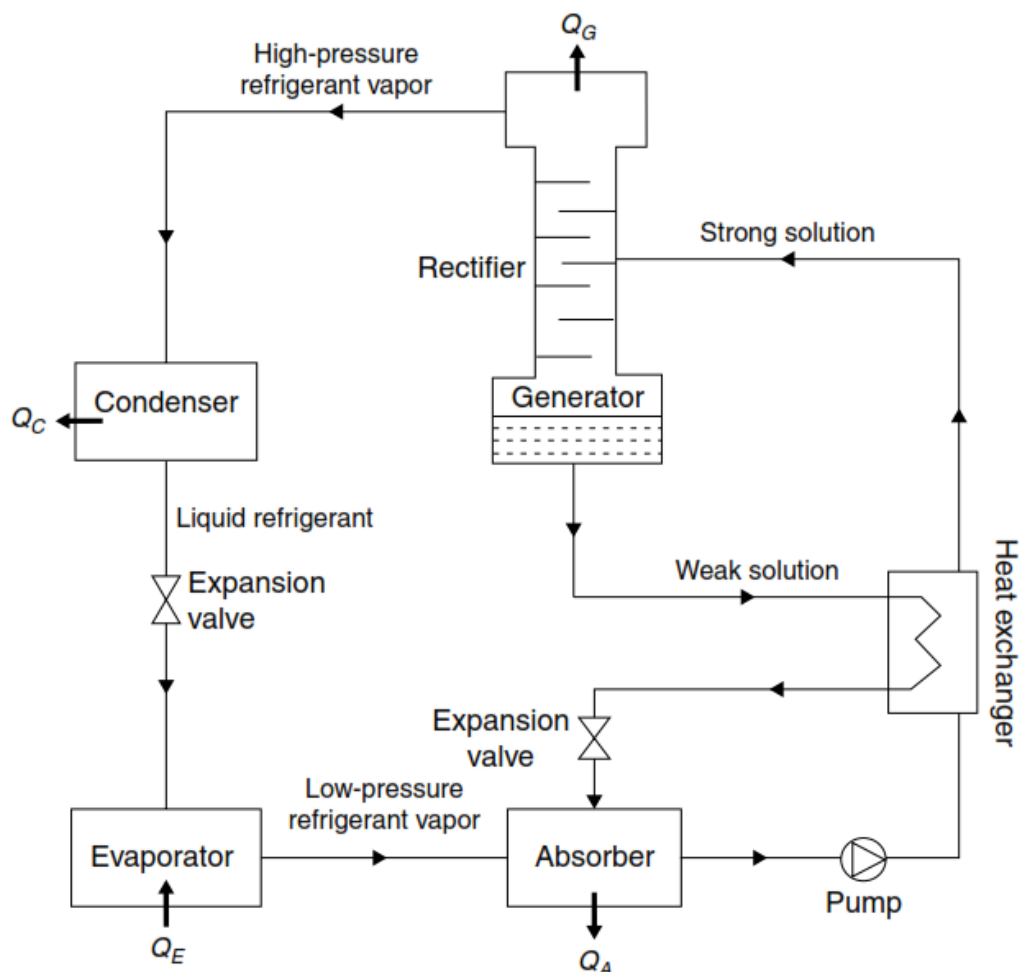 Q_G
High-pressure
refrigerant vapor
Strong solution
Rectifier
Condenser
Generator
Q_C
Liquid refrigerant
Weak solution
Expansion
valve
Heat exchanger
Expansion
valve
Low-pressure
refrigerant vapor
Evaporator
Absorber
Pump
Q_E
Q_A